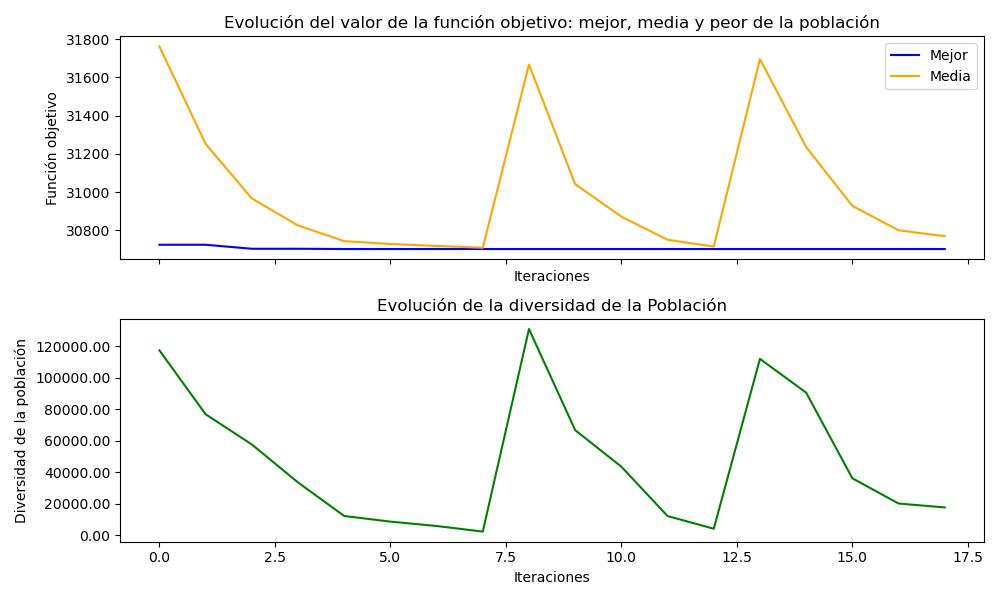 Evolución del valor de la función objetivo: mejor, media y peor de la población
31800
31600
31400
31200
31000
30800
Función objetivo
Mejor
Media
Iteraciones
Evolución de la diversidad de la Población
120000.00
100000.00
80000.00
60000.00
40000.00
20000.00
0.00
Diversidad de la población
0.0 2.5 5.0 7.5 10.0 12.5 15.0 17.5
Iteraciones